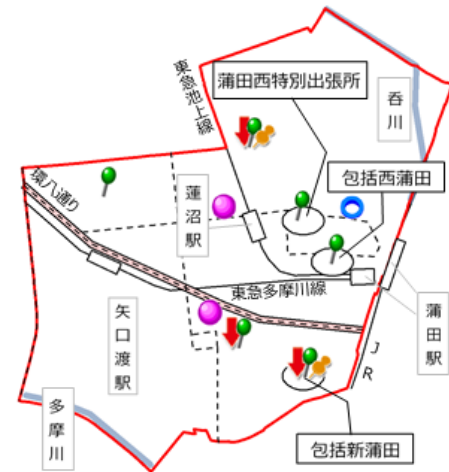 東急池上線
蒲田西特別出張所
呑川
包括西蒲田
環八通り
蓮沼駅
東急多摩川線
蒲田駅
矢口渡駅
JR
多摩川
包括新蒲田